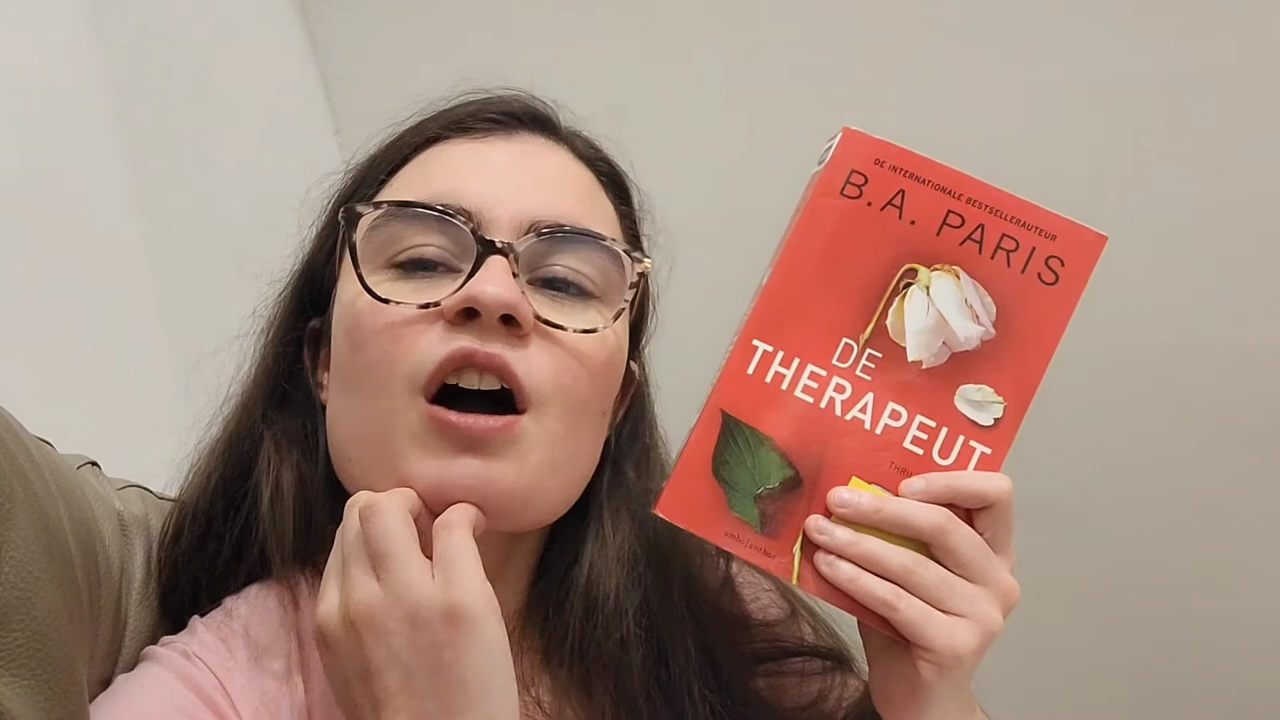 DE INTERNATIONALE BESTSELLERAUTEUR
B.A. PARIS
DE
THERAPEUT
ambo|anthos